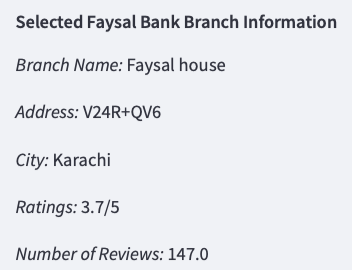 Selected Faysal Bank Branch Information
Branch Name: Faysal house
Address: V24R+QV6
City: Karachi
Ratings: 3.7/5
Number of Reviews: 147.0